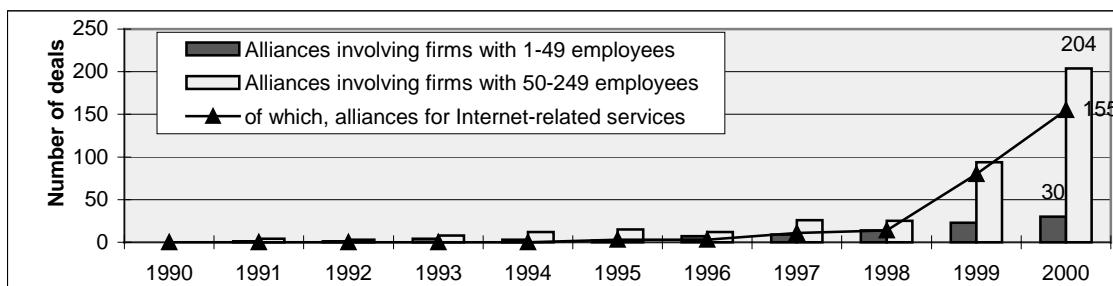 Number of deals
250
200
150
100
50
0
Alliances involving firms with 1-49 employees
Alliances involving firms with 50-249 employees
of which, alliances for Internet-related services
204
155
30
1990 1991 1992 1993 1994 1995 1996 1997 1998 1999 2000